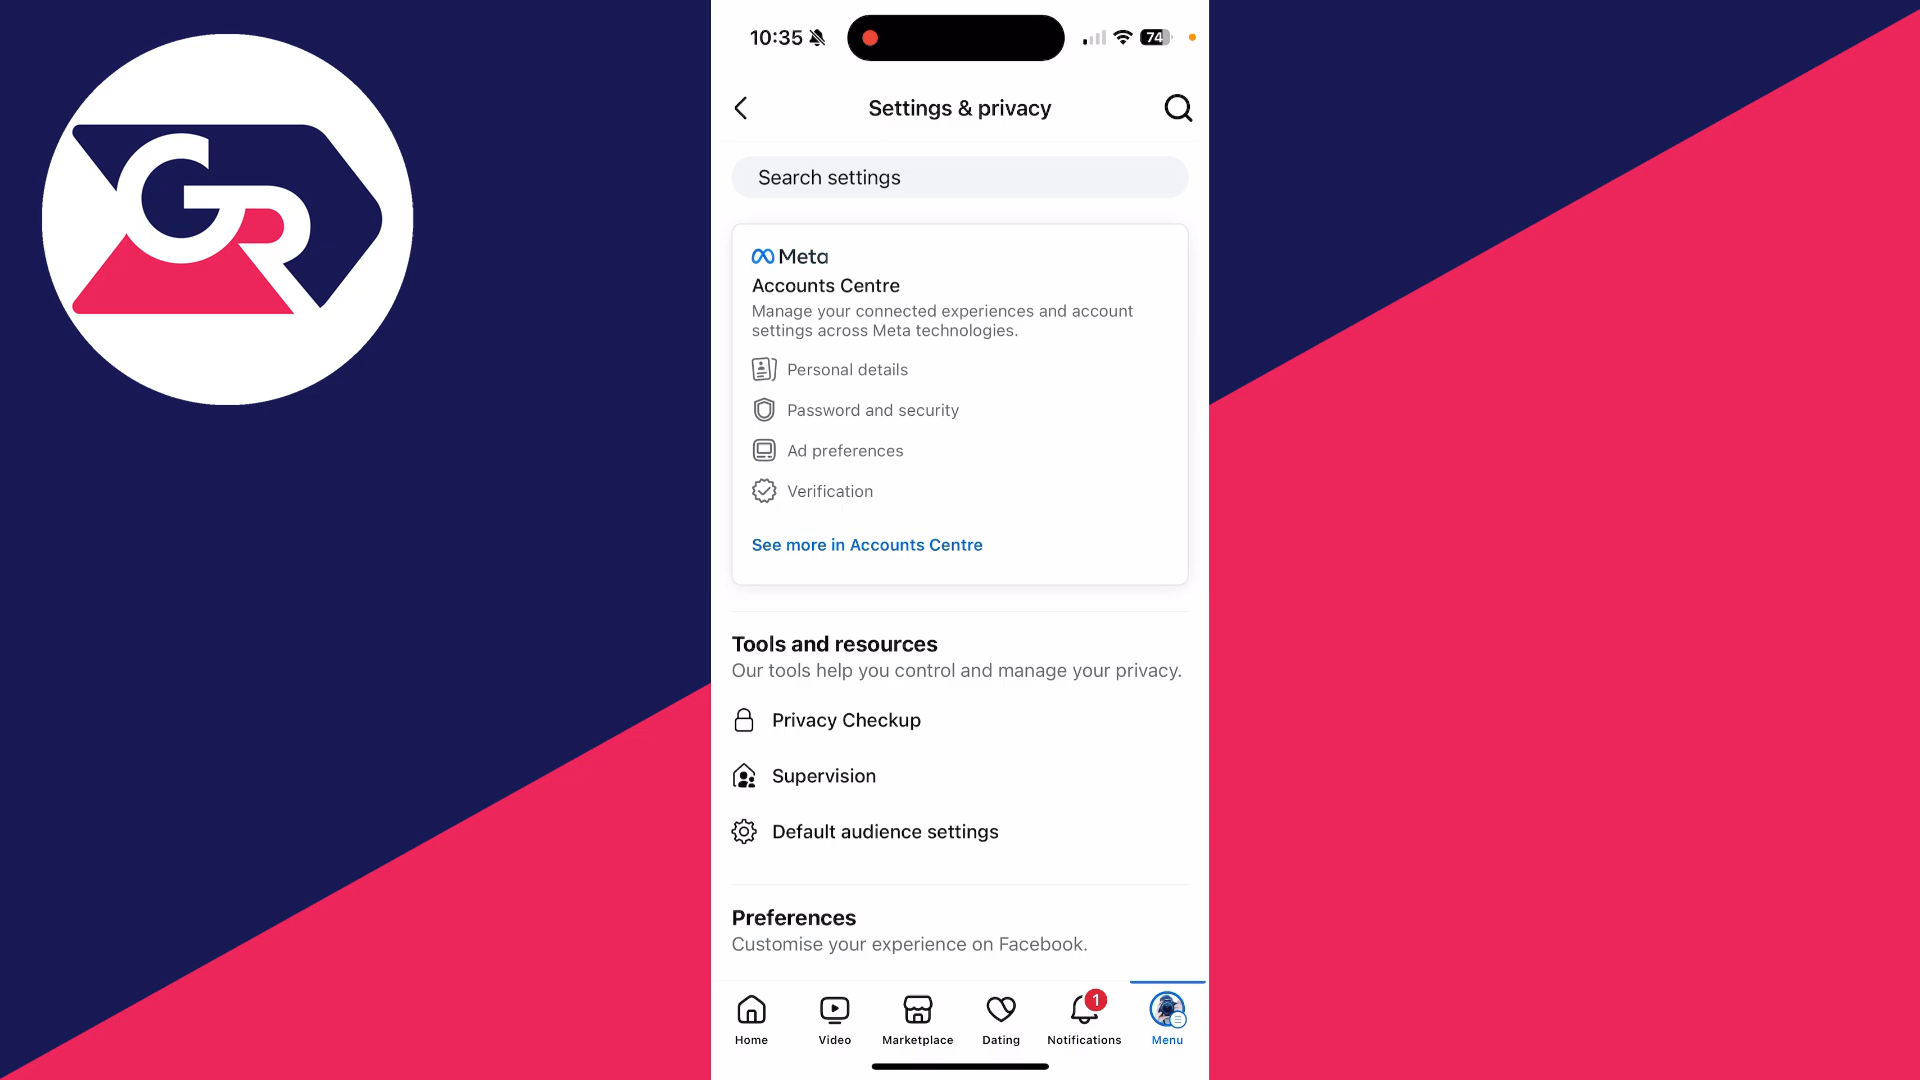 GR
10:35
74
Settings & privacy
Search settings
Meta
Accounts Centre
Manage your connected experiences and account
settings across Meta technologies.
Personal details
Password and security
Ad preferences
Verification
See more in Accounts Centre
Tools and resources
Our tools help you control and manage your privacy.
Privacy Checkup
Supervision
Default audience settings
Preferences
Customise your experience on Facebook.
1
Home Video Marketplace Dating Notifications Menu